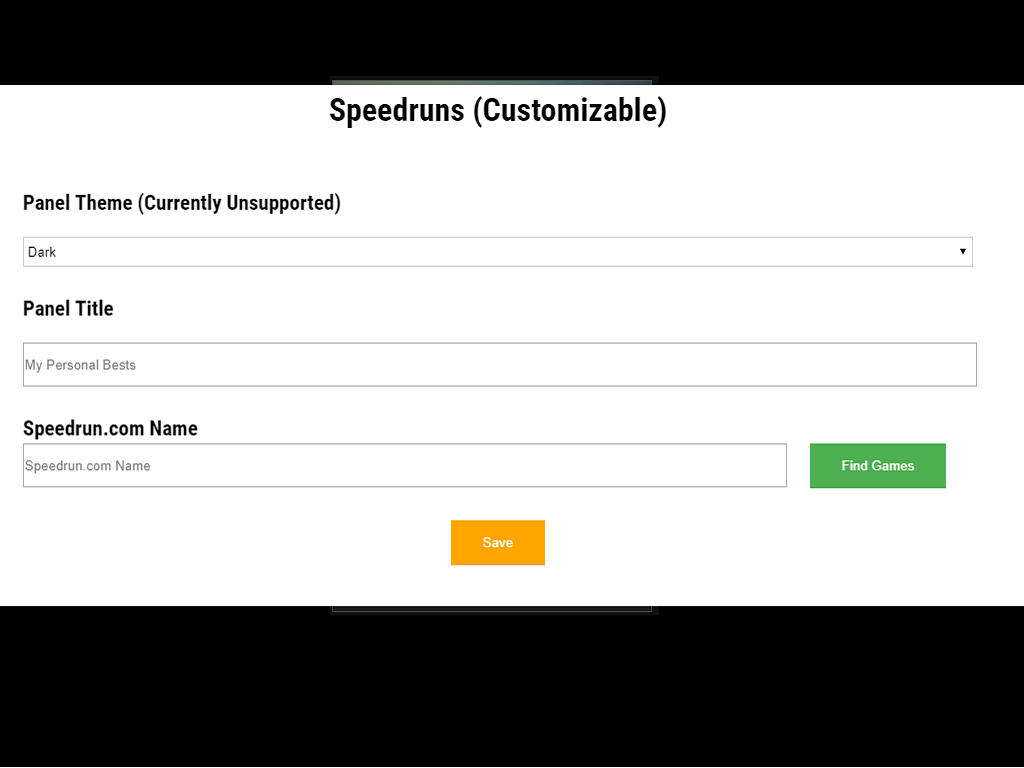 Speedruns (Customizable)
Panel Theme (Currently Unsupported)
Dark
Panel Title
My Personal Bests
Speedrun.com Name
Speedrun.com Name
Find Games
Save